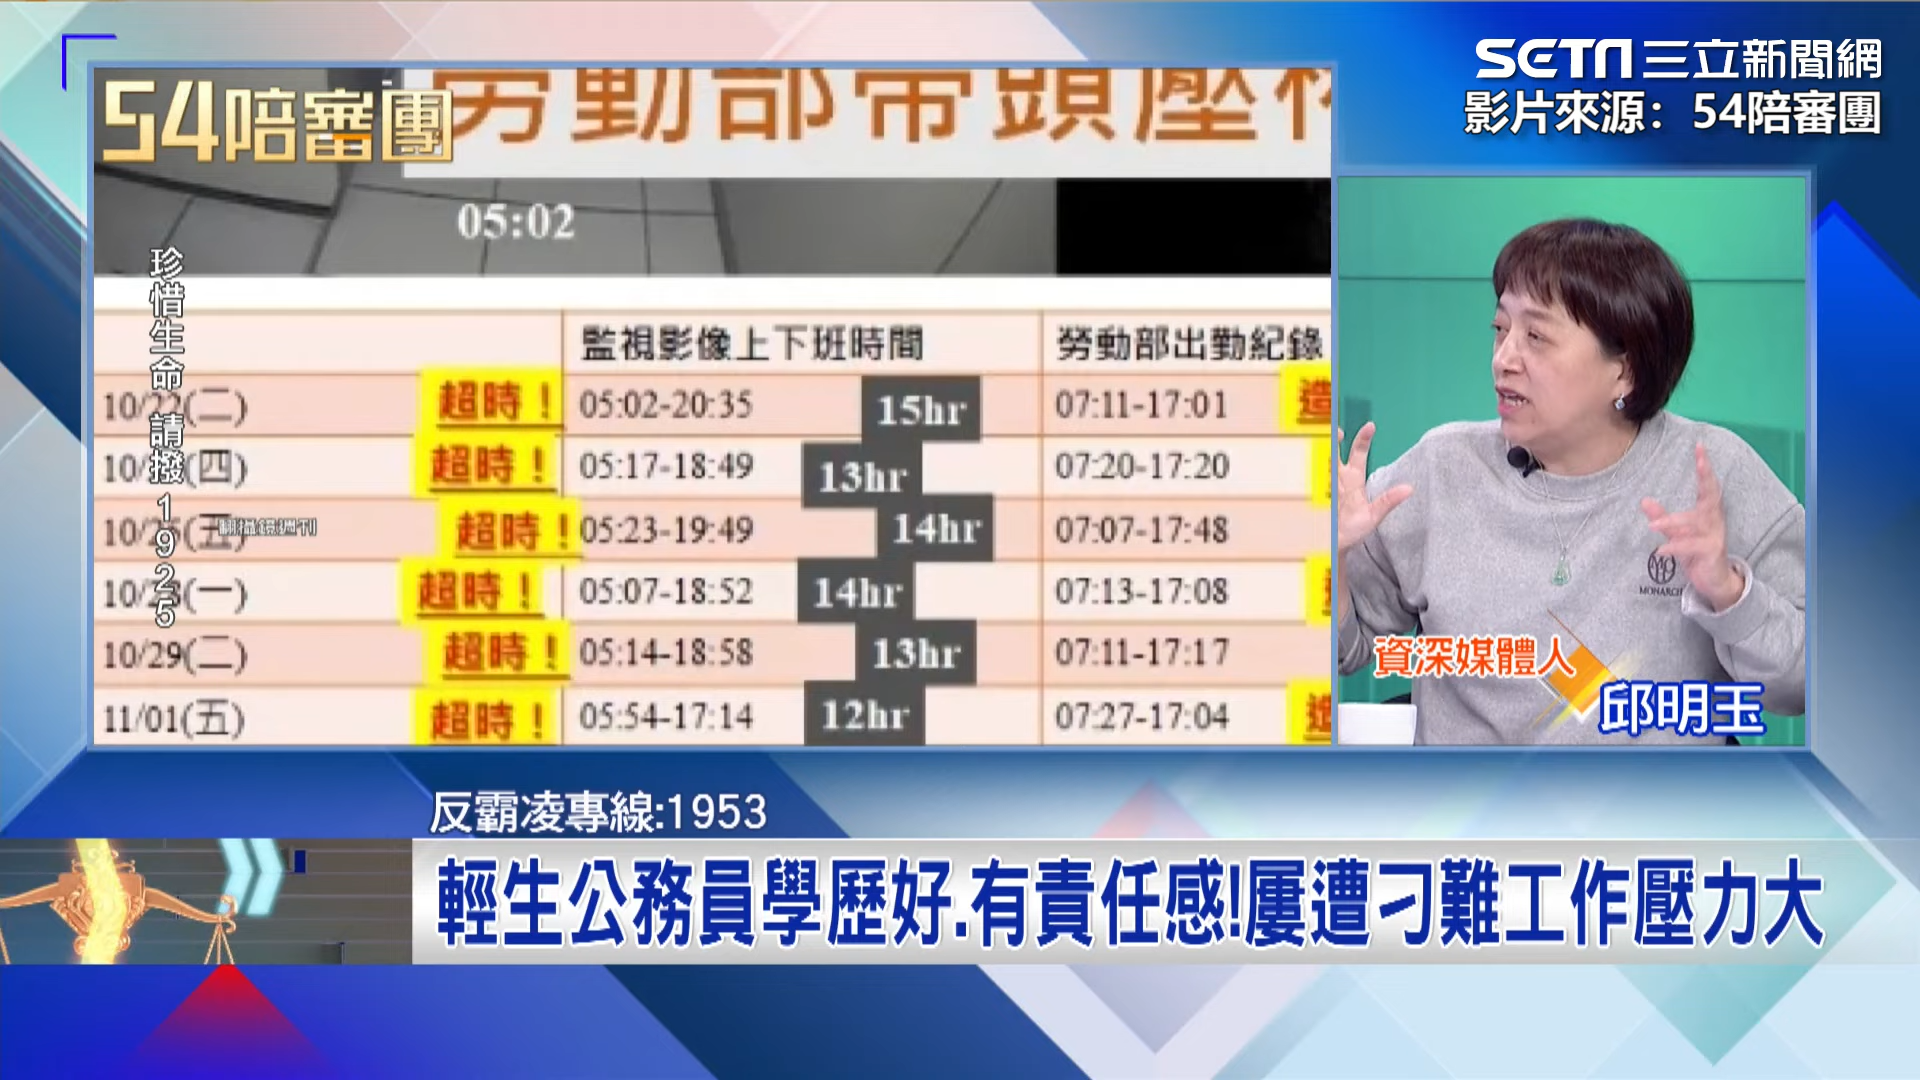 SETN三立新聞網
影片來源：54陪審團
54陪審團
勞動部帶頭壓
05:02
監視影像上下班時間 勞動部出勤紀錄
10/22(二) 超時！ 05:02-20:35 15hr 07:11-17:01 造
(四) 超時！ 05:17-18:49 13hr 07:20-17:20
(五) 超時！ 05:23-19:49 14hr 07:07-17:48
(一) 超時！ 05:07-18:52 14hr 07:13-17:08
10/29(二) 超時！ 05:14-18:58 13hr 07:11-17:17
11/01(五) 超時！ 05:54-17:14 12hr 07:27-17:04 造
珍惜生命 請撥1925
翻攝鏡週刊
MONARCH
資深媒體人
邱明玉
反霸凌專線:1953
輕生公務員學歷好.有責任感!屢遭刁難工作壓力大